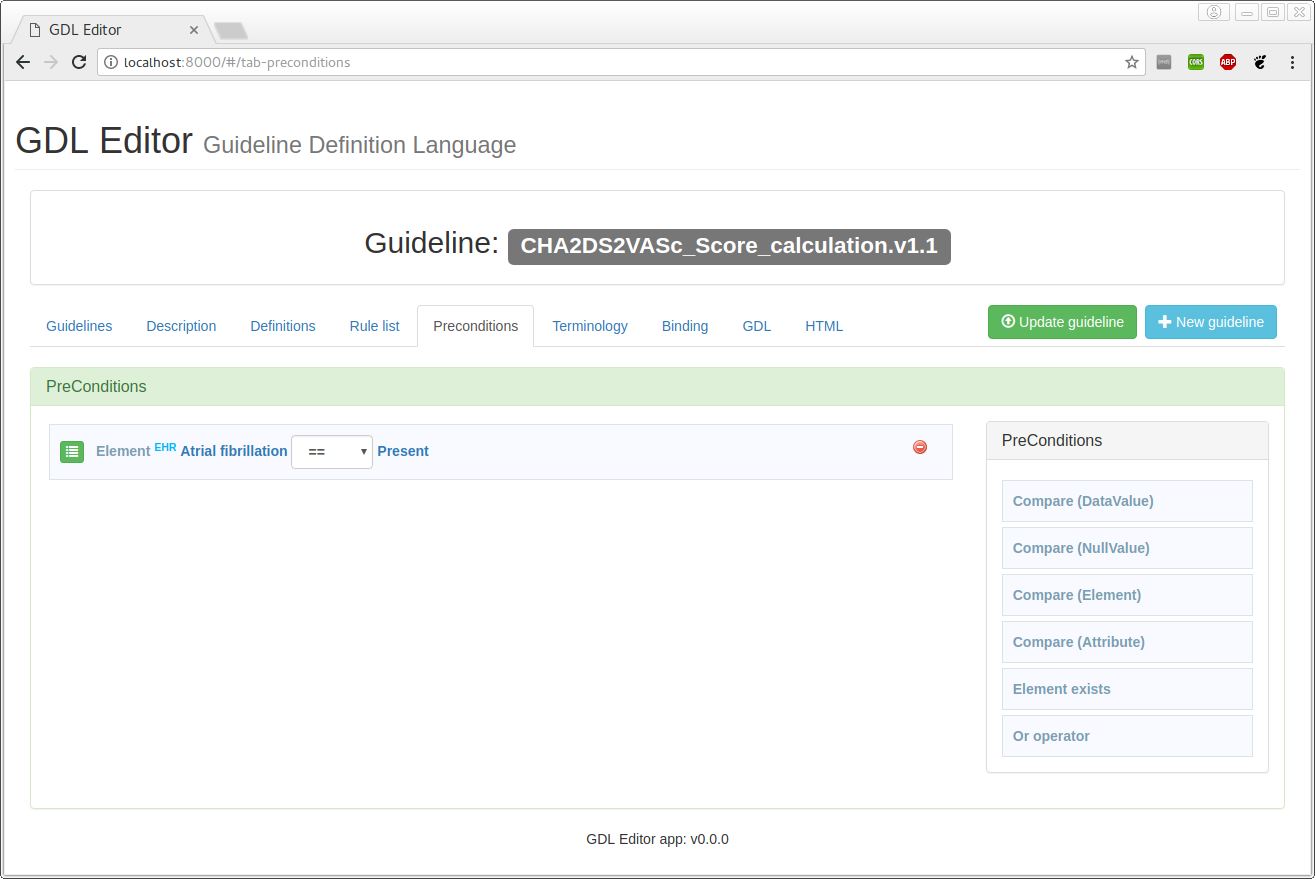 GDL Editor
localhost:8000/#/tab-preconditions
CORS
ABP
GDL Editor Guideline Definition Language
Guideline: CHA2DS2VASc_Score_calculation.v1.1
Guidelines Description Definitions Rule list Preconditions Terminology Binding GDL HTML Update guideline New guideline
PreConditions
Element EHR Atrial fibrillation == Present
PreConditions
Compare (DataValue)
Compare (NullValue)
Compare (Element)
Compare (Attribute)
Element exists
Or operator
GDL Editor app: v0.0.0